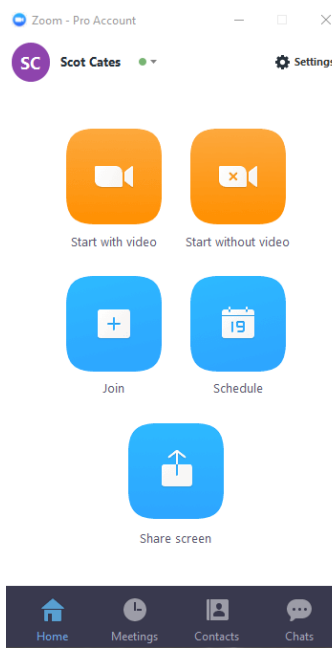 Zoom - Pro Account
SC Scot Cates Settings
Start with video Start without video
19
Join Schedule
Share screen
Home Meetings Contacts Chats